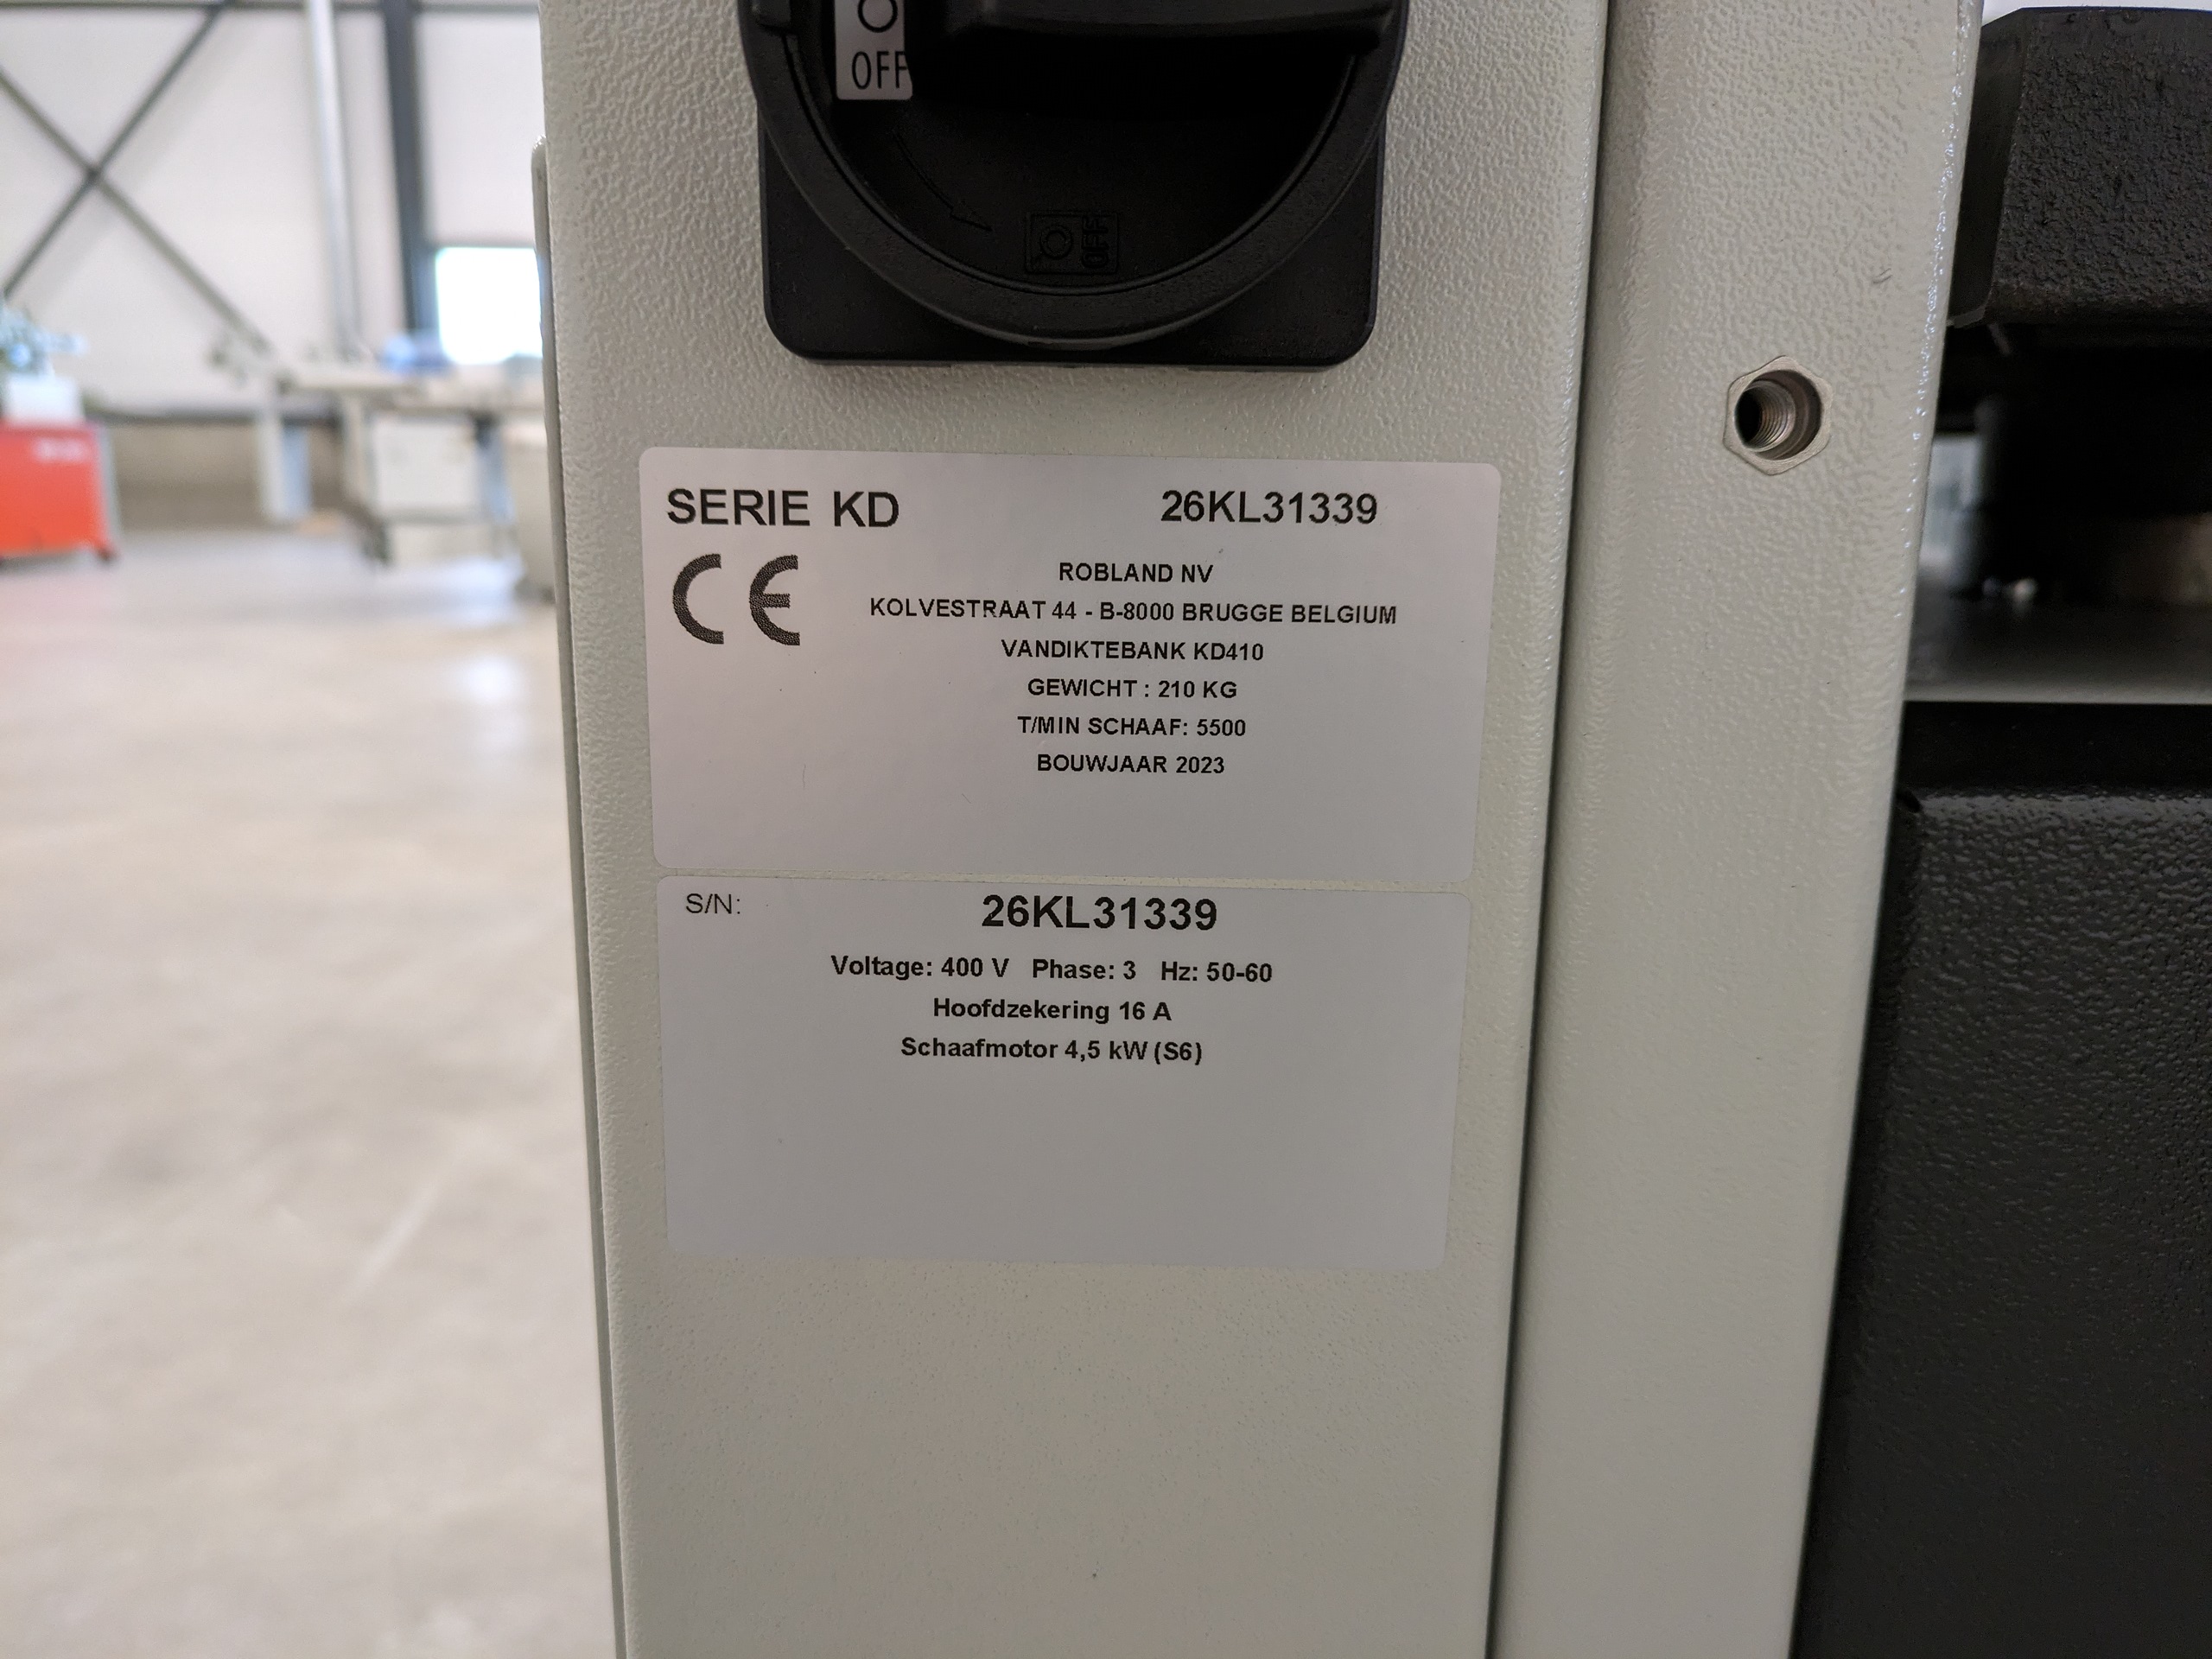 OFF
OFF
SERIE KD 26KL31339
CE
ROBLAND NV
KOLVESTRAAT 44 - B-8000 BRUGGE BELGIUM
VANDIKTEBANK KD410
GEWICHT : 210 KG
T/MIN SCHAAF: 5500
BOUWJAAR 2023
S/N: 26KL31339
Voltage: 400 V Phase: 3 Hz: 50-60
Hoofdzekering 16 A
Schaafmotor 4,5 kW (S6)